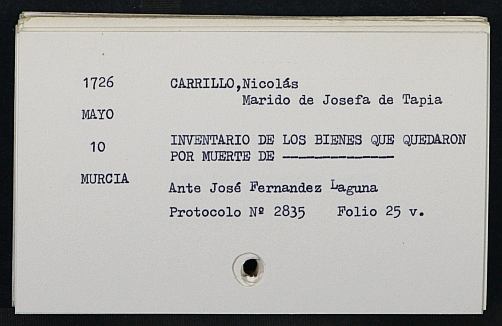 1726 CARRILLO,Nicolás
Marido de Josefa de Tapia
MAYO
10 INVENTARIO DE LOS BIENES QUE QUEDARON
POR MUERTE DE --------------
MURCIA
Ante José Fernandez Laguna
Protocolo Nº 2835 Folio 25 v.